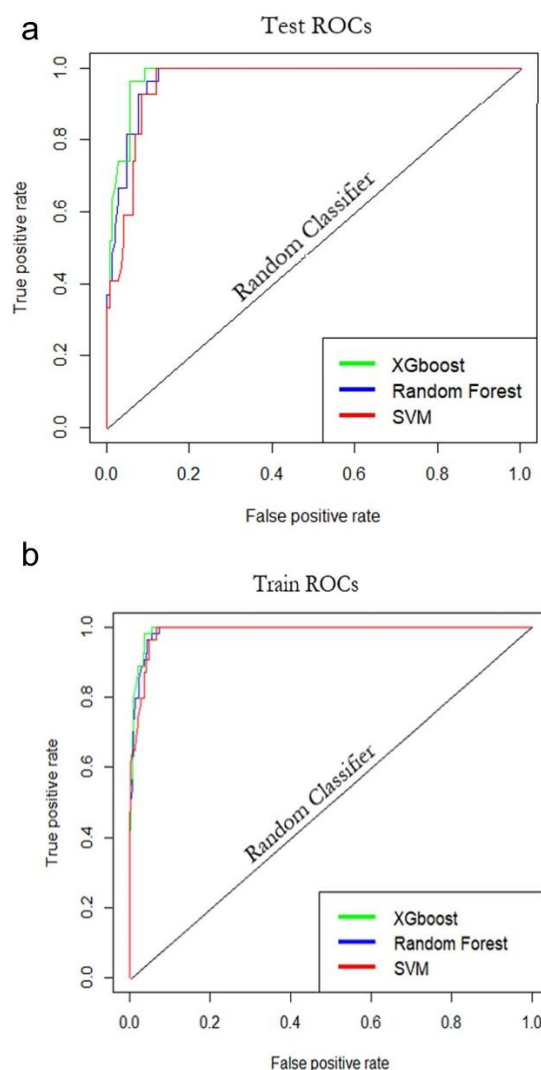 a
Test ROCs
1.0
0.8
0.6
0.4
0.2
0.0
True positive rate
Random Classifier
XGboost
Random Forest
SVM
0.0 0.2 0.4 0.6 0.8 1.0
False positive rate
b
Train ROCs
1.0
0.8
0.6
0.4
0.2
0.0
True positive rate
Random Classifier
XGboost
Random Forest
SVM
0.0 0.2 0.4 0.6 0.8 1.0
False positive rate